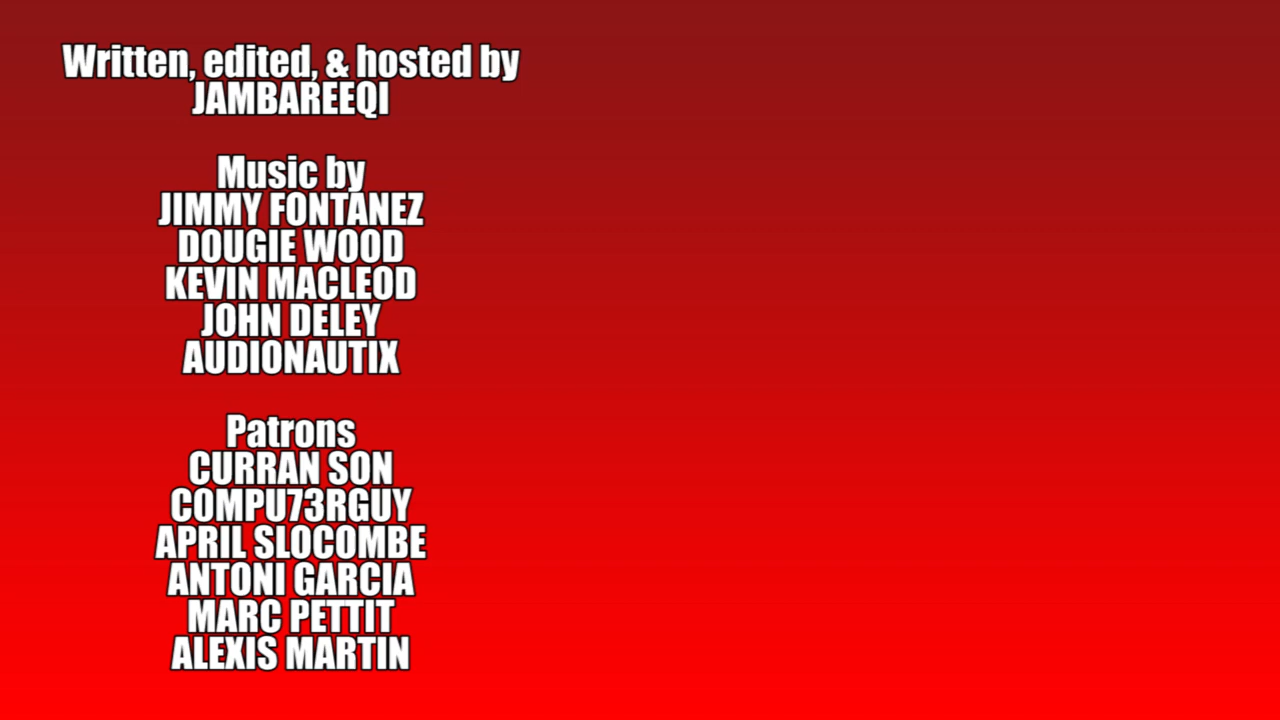 Written, edited, & hosted by
JAMBAREEQI
Music by
JIMMY FONTANEZ
DOUGIE WOOD
KEVIN MACLEOD
JOHN DELEY
AUDIONAUTIX
Patrons
CURRAN SON
COMPU73RGUY
APRIL SLOCOMBE
ANTONI GARCIA
MARC PETTIT
ALEXIS MARTIN